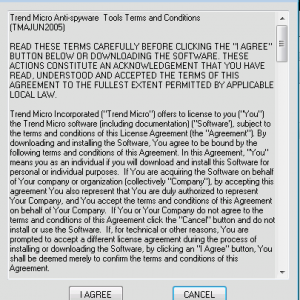 Trend Micro Anti-spyware  Tools Terms and Conditions
(TMAJUN2005)
READ THESE TERMS CAREFULLY BEFORE CLICKING THE "I AGREE"
BUTTON BELOW OR DOWNLOADING THE SOFTWARE. THESE
ACTIONS CONSTITUTE AN ACKNOWLEDGEMENT THAT YOU HAVE
READ, UNDERSTOOD AND ACCEPTED THE TERMS OF THIS
AGREEMENT TO THE FULLEST EXTENT PERMITTED BY APPLICABLE
LOCAL LAW.
Trend Micro Incorporated ("Trend Micro") offers to license to you ("You")
the Trend Micro software (including documentation) ("Software'), subject to
the terms and conditions of this License Agreement (the "Agreement"). By
downloading and installing the Software, You agree to be bound by the
following terms and conditions of this Agreement. In this Agreement, "You"
means you as an individual if you will download and install this Software for
personal or individual purposes.  If You are acquiring the Software on
behalf of Your company or organization (collectively "Company"), by accepting
this agreement You also represent that You are duly authorized to represent
Your Company, and You accept the terms and conditions of this Agreement
on behalf of Your Company.  If You or Your Company do not agree to the
terms and conditions of this Agreement click the "Cancel" button and do not
install or use the Software.  If, for technical or other reasons, You are
prompted to accept a different license agreement during the process of
installing or downloading the Software, by clicking an "I Agree" button, You
shall be deemed merely to confirm the terms and conditions of this
Agreement.
I AGREE
CANCEL